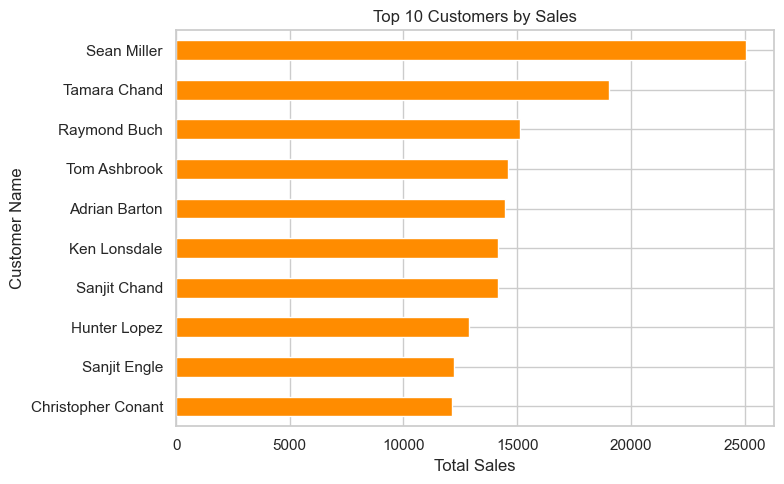 Top 10 Customers by Sales
Customer Name
Sean Miller
Tamara Chand
Raymond Buch
Tom Ashbrook
Adrian Barton
Ken Lonsdale
Sanjit Chand
Hunter Lopez
Sanjit Engle
Christopher Conant
0 5000 10000 15000 20000 25000
Total Sales